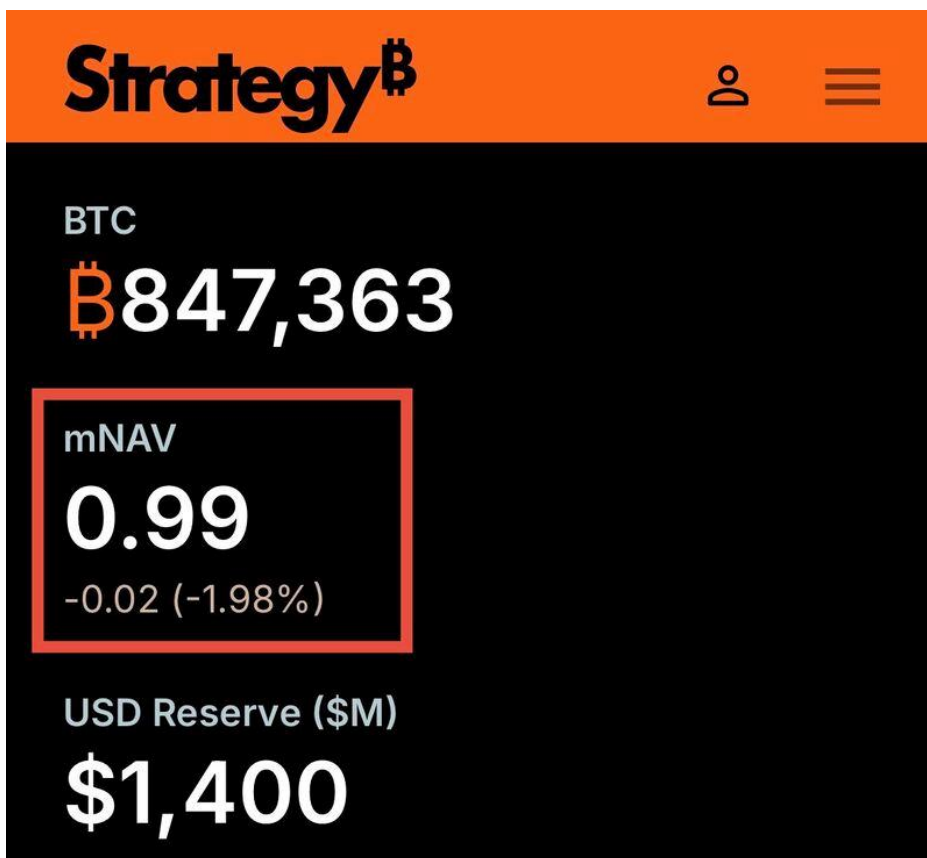 Strategy₿
BTC
₿847,363
mNAV
0.99
-0.02 (-1.98%)
USD Reserve ($M)
$1,400